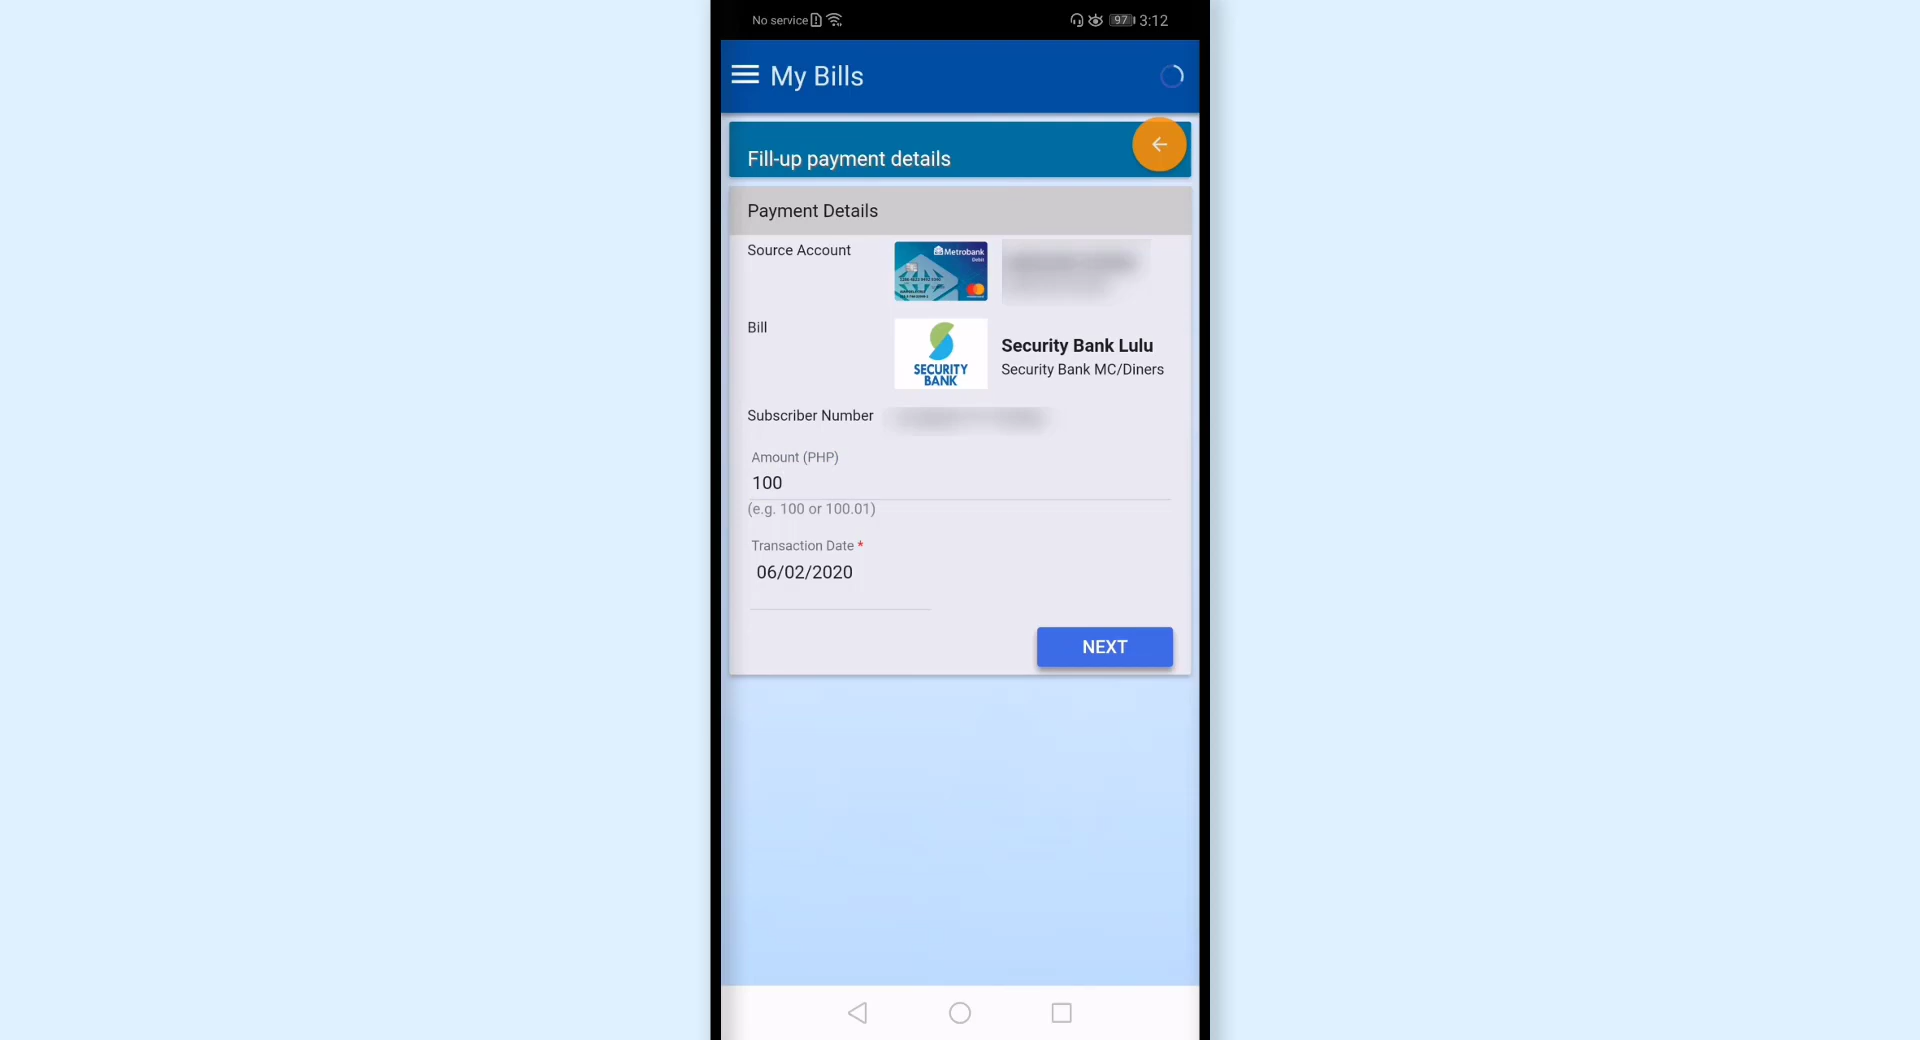 No service 97 3:12
My Bills
Fill-up payment details
Payment Details
Source Account
Metrobank
Debit
Bill
SECURITY
BANK
Security Bank Lulu
Security Bank MC/Diners
Subscriber Number
Amount (PHP)
100
(e.g. 100 or 100.01)
Transaction Date *
06/02/2020
NEXT